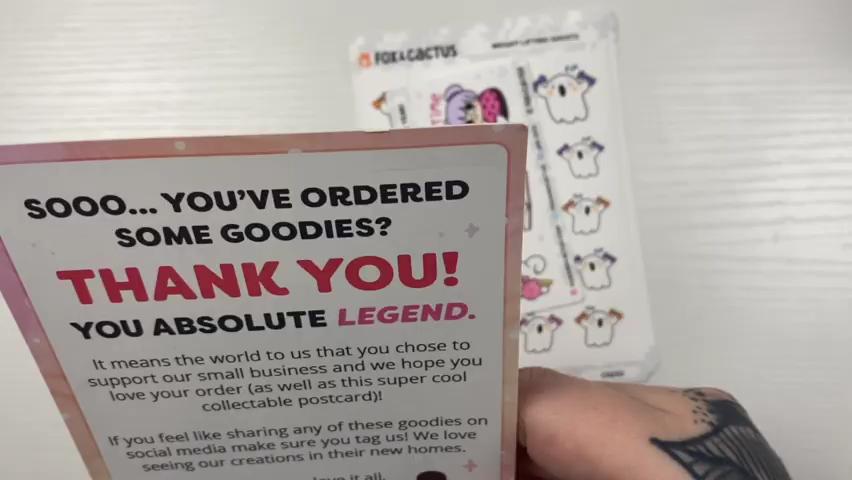 FOX & CACTUS
SOOO... YOU'VE ORDERED
SOME GOODIES?
THANK YOU!
YOU ABSOLUTE LEGEND.
It means the world to us that you chose to
support our small business and we hope you
love your order (as well as this super cool
collectable postcard)!
If you feel like sharing any of these goodies on
social media make sure you tag us! We love
seeing our creations in their new homes.
love it all.